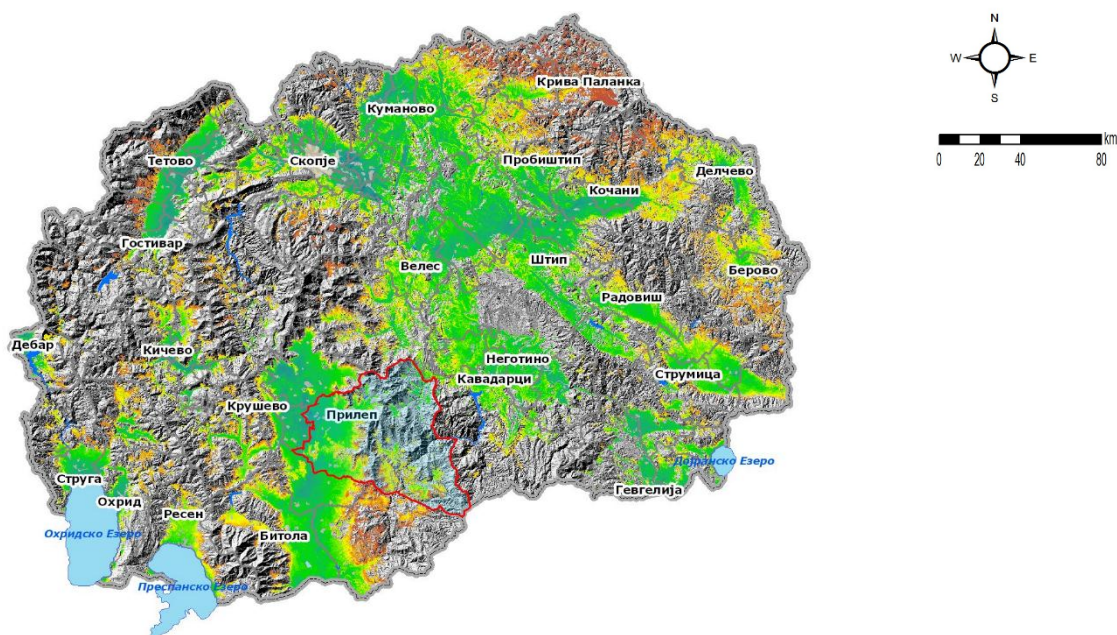 N
W E
S
km
0 20 40 60 80
Крива Паланка
Куманово
Тетово
Скопје
Пробиштип
Делчево
Кочани
Гостивар
Велес
Штип
Берово
Радовиш
Дебар
Кичево
Неготино
Кавадарци
Струмица
Крушево
Прилеп
Дојранско Езеро
Струга
Гевгелија
Охрид
Ресен
Охридско Езеро
Битола
Преспанско Езеро